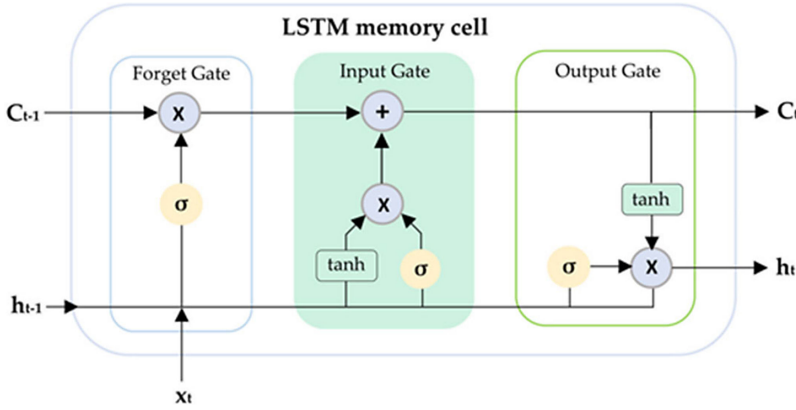 LSTM memory cell
Forget Gate
Input Gate
Output Gate
Ct-1
x
+
Ct
σ
x
tanh
tanh
σ
σ
x
ht
ht-1
xt